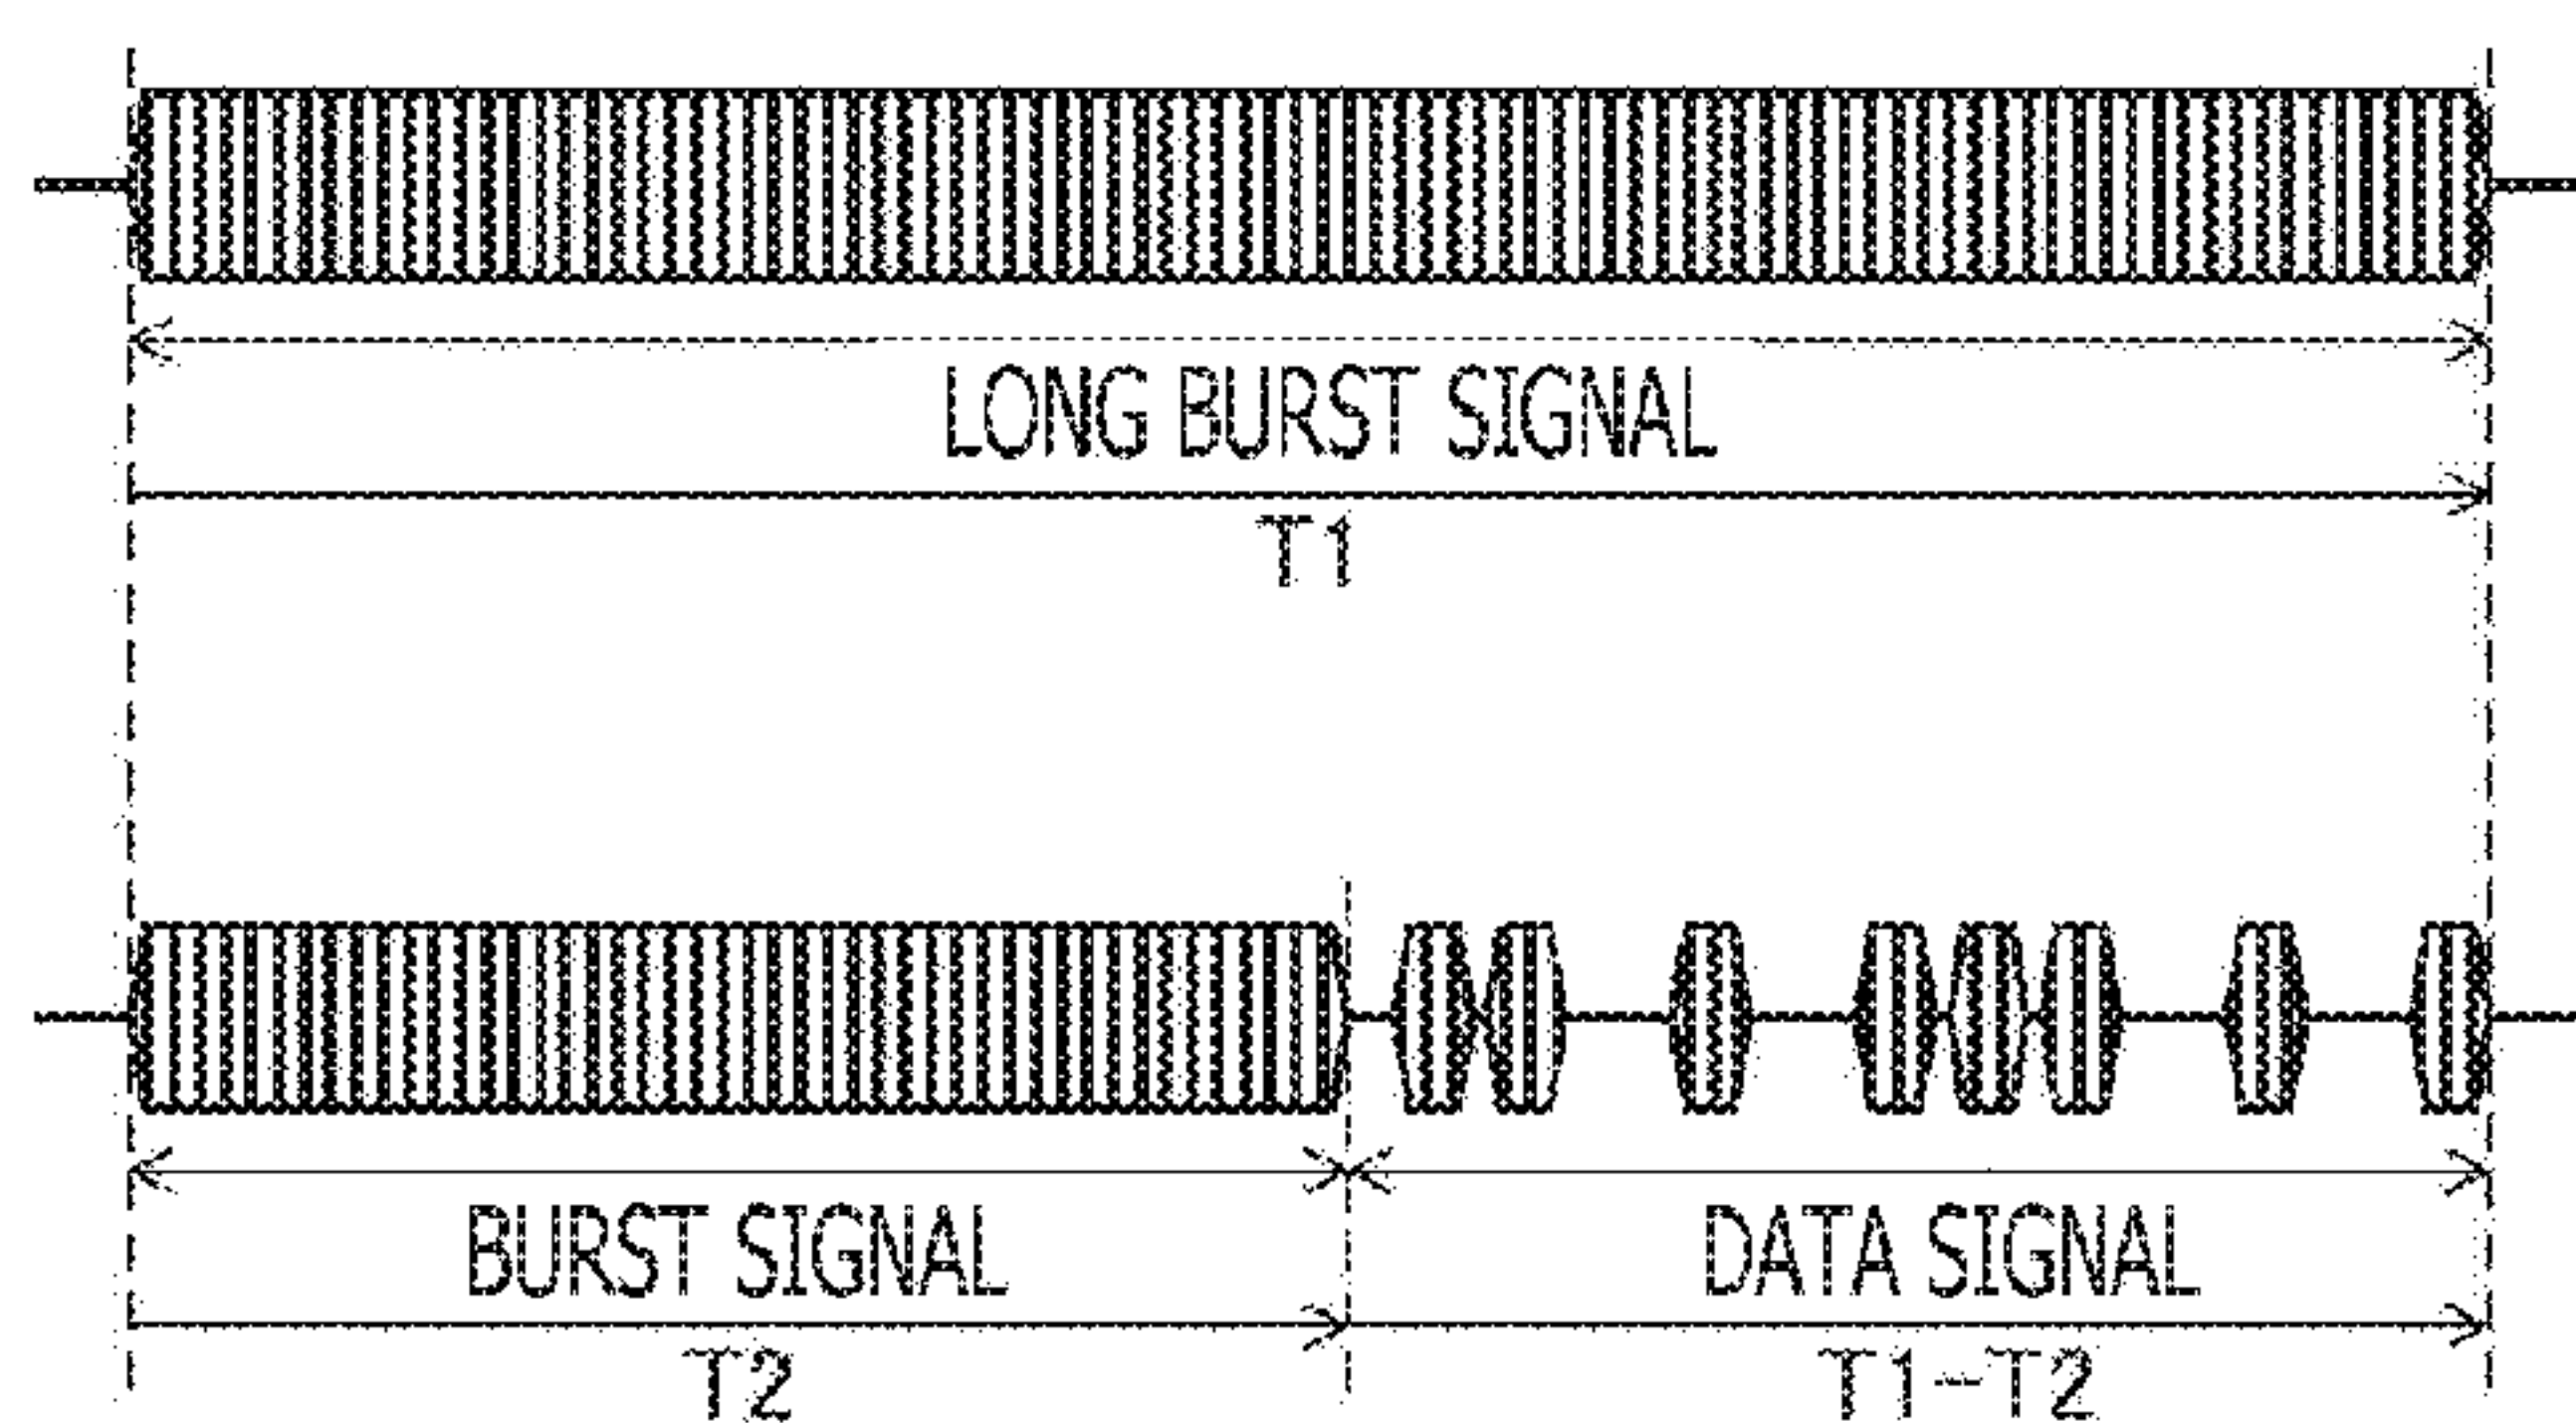 LONG BURST SIGNAL
T1
BURST SIGNAL
DATA SIGNAL
T2
T1-T2